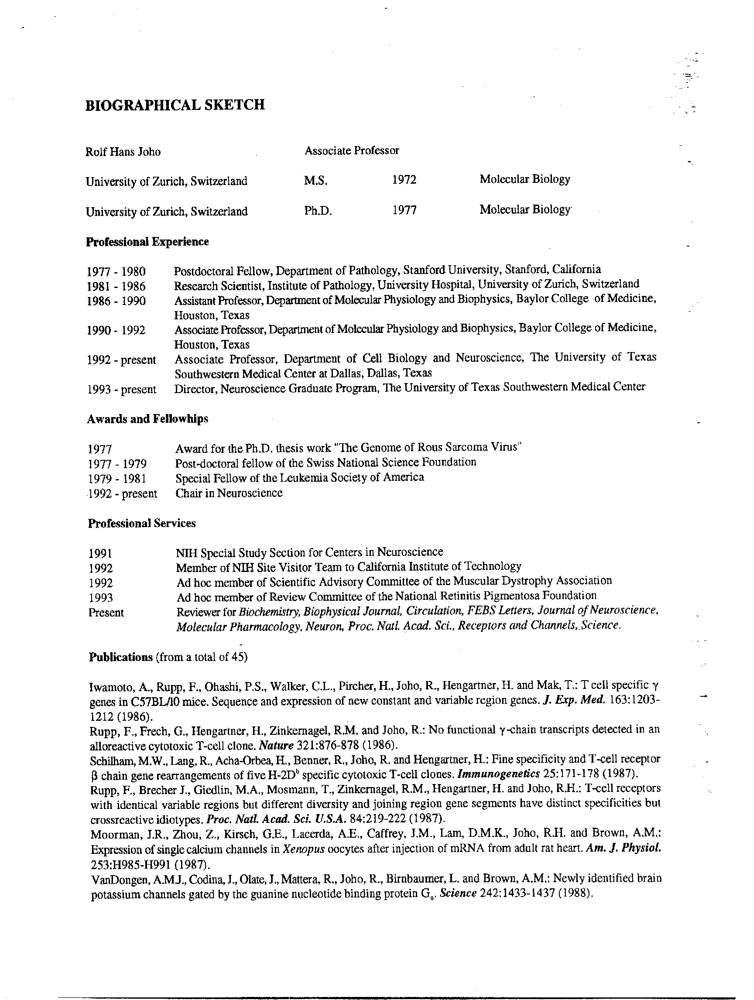 BIOGRAPHICAL SKETCH
Rolf Hans Joho Associate Professor
University of Zurich, Switzerland M.S. 1972 Molecular Biology
University of Zurich, Switzerland Ph.D. 1977 Molecular Biology
Professional Experience
1977 - 1980 Postdoctoral Fellow, Department of Pathology, Stanford University, Stanford, California
1981 - 1986 Research Scientist, Institute of Pathology, University Hospital, University of Zurich, Switzerland
1986 - 1990 Assistant Professor, Department of Molecular Physiology and Biophysics, Baylor College of Medicine,
Houston, Texas
1990 - 1992 Associate Professor, Department of Molecular Physiology and Biophysics, Baylor College of Medicine,
Houston, Texas
1992 - present Associate Professor, Department of Cell Biology and Neuroscience, The University of Texas
Southwestern Medical Center at Dallas, Dallas, Texas
1993 - present Director, Neuroscience Graduate Program, The University of Texas Southwestern Medical Center
Awards and Fellowhips
1977 Award for the Ph.D. thesis work "The Genome of Rous Sarcoma Virus"
1977 - 1979 Post-doctoral fellow of the Swiss National Science Foundation
1979 - 1981 Special Fellow of the Leukemia Society of America
1992 - present Chair in Neuroscience
Professional Services
1991 NIH Special Study Section for Centers in Neuroscience
1992 Member of NIH Site Visitor Team to California Institute of Technology
1992 Ad hoc member of Scientific Advisory Committee of the Muscular Dystrophy Association
1993 Ad hoc member of Review Committee of the National Retinitis Pigmentosa Foundation
Present Reviewer for Biochemistry, Biophysical Journal, Circulation, FEBS Letters, Journal of Neuroscience,
Molecular Pharmacology, Neuron, Proc. Natl. Acad. Sci., Receptors and Channels, Science.
Publications (from a total of 45)
Iwamoto, A., Rupp, F., Ohashi, P.S., Walker, C.L., Pircher, H., Joho, R., Hengartner, H. and Mak, T.: T cell specific γ
genes in C57BL/10 mice. Sequence and expression of new constant and variable region genes. J. Exp. Med. 163:1203-
1212 (1986).
Rupp, F., Frech, G., Hengartner, H., Zinkernagel, R.M. and Joho, R.: No functional γ-chain transcripts detected in an
alloreactive cytotoxic T-cell clone. Nature 321:876-878 (1986).
Schilham, M.W., Lang, R., Acha-Orbea, H., Benner, R., Joho, R. and Hengartner, H.: Fine specificity and T-cell receptor
β chain gene rearrangements of five H-2Dᵇ specific cytotoxic T-cell clones. Immunogenetics 25:171-178 (1987).
Rupp, F., Brecher J., Giedlin, M.A., Mosmann, T., Zinkernagel, R.M., Hengartner, H. and Joho, R.H.: T-cell receptors
with identical variable regions but different diversity and joining region gene segments have distinct specificities but
crossreactive idiotypes. Proc. Natl. Acad. Sci. U.S.A. 84:219-222 (1987).
Moorman, J.R., Zhou, Z., Kirsch, G.E., Lacerda, A.E., Caffrey, J.M., Lam, D.M.K., Joho, R.H. and Brown, A.M.:
Expression of single calcium channels in Xenopus oocytes after injection of mRNA from adult rat heart. Am. J. Physiol.
253:H985-H991 (1987).
VanDongen, A.M.J., Codina, J., Olate, J., Mattera, R., Joho, R., Birnbaumer, L. and Brown, A.M.: Newly identified brain
potassium channels gated by the guanine nucleotide binding protein Gₒ. Science 242:1433-1437 (1988).